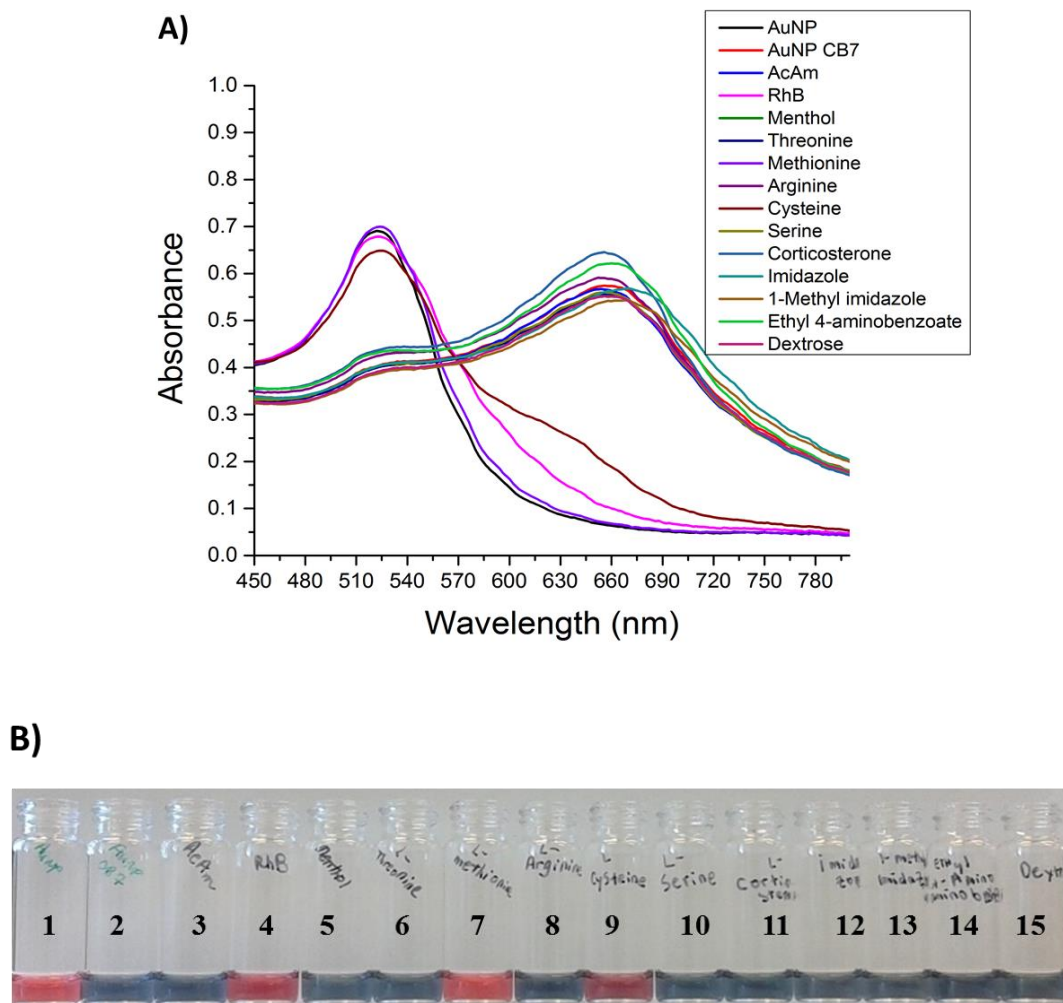 A)
AuNP
AuNP CB7
AcAm
RhB
Menthol
Threonine
Methionine
Arginine
Cysteine
Serine
Corticosterone
Imidazole
1-Methyl imidazole
Ethyl 4-aminobenzoate
Dextrose
1.0
0.9
0.8
0.7
0.6
0.5
0.4
0.3
0.2
0.1
0.0
Absorbance
450 480 510 540 570 600 630 660 690 720 750 780
Wavelength (nm)
B)
AuNP
AcAm
RhB
Menthol
L-
L-
methionie
L-
Arginine
L
Cysteine
L-
Serine
L-
imida
Dext
1 2 3 4 5 6 7 8 9 10 11 12 13 14 15